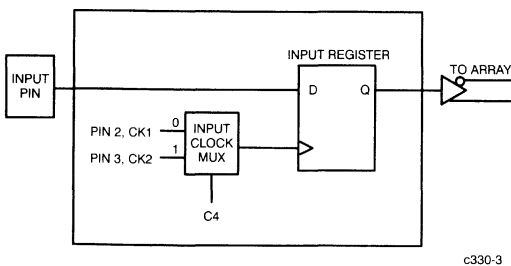 INPUT REGISTER
TO ARRAY
INPUT
PIN
D
Q
0
PIN 2, CK1
1
PIN 3, CK2
INPUT
CLOCK
MUX
C4
c330-3